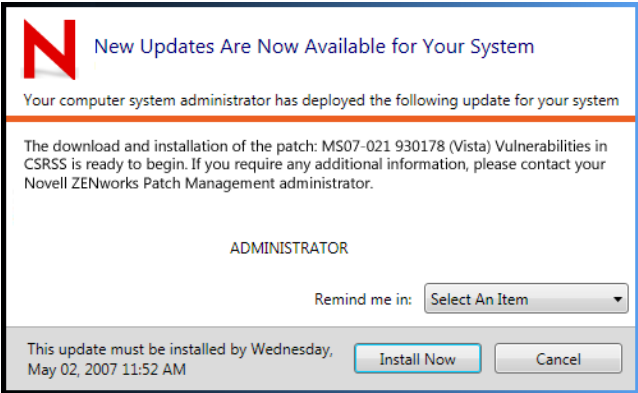 N
New Updates Are Now Available for Your System
Your computer system administrator has deployed the following update for your system
The download and installation of the patch: MS07-021 930178 (Vista) Vulnerabilities in
CSRSS is ready to begin. If you require any additional information, please contact your
Novell ZENworks Patch Management administrator.
ADMINISTRATOR
Remind me in: Select An Item
This update must be installed by Wednesday,
May 02, 2007 11:52 AM
Install Now Cancel